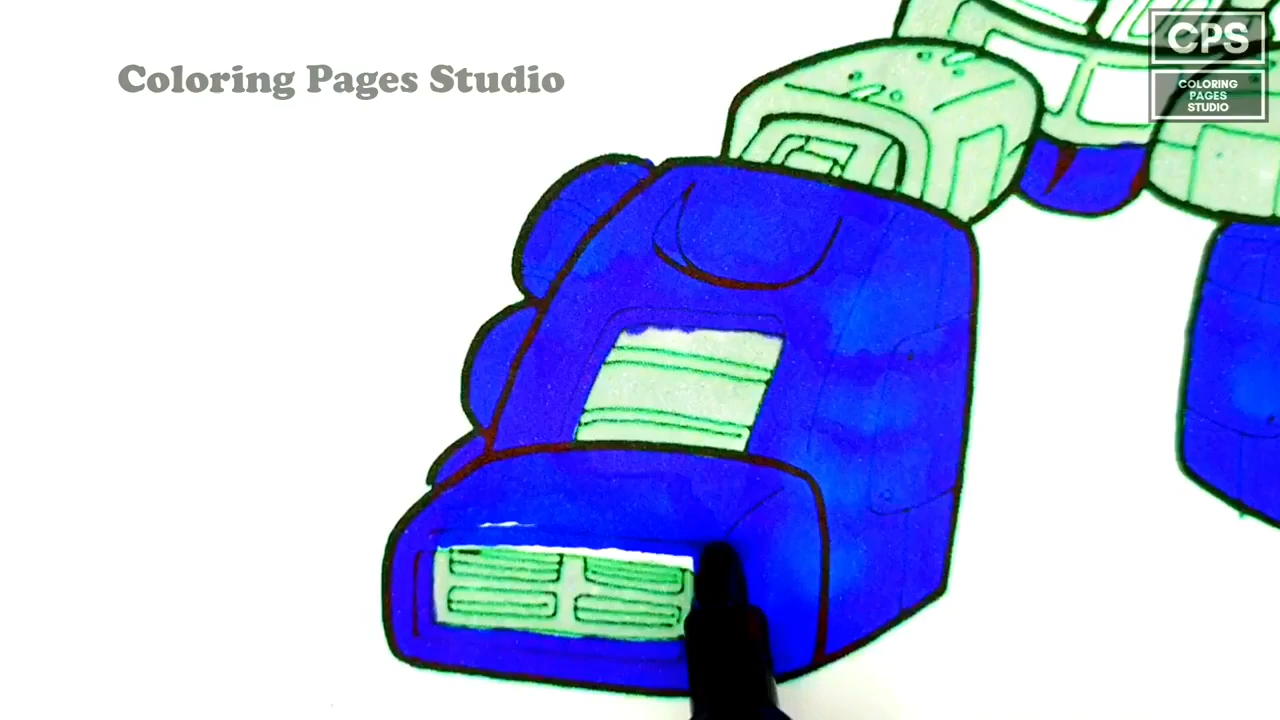 Coloring Pages Studio
CPS
COLORING
PAGES
STUDIO